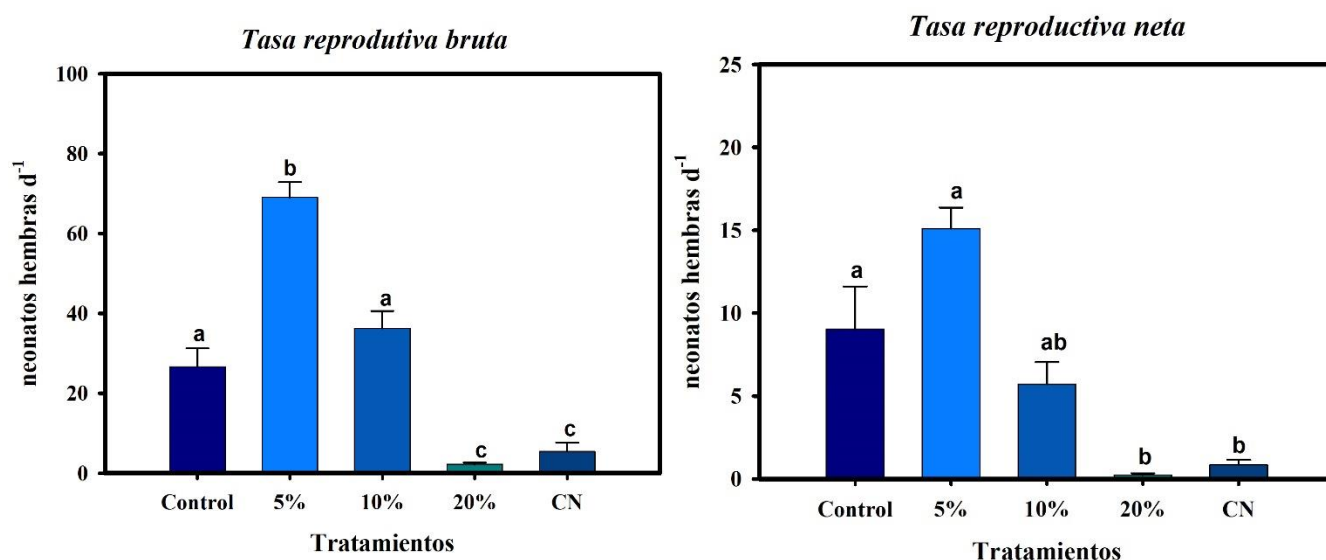 Tasa reprodutiva bruta
100
80
60
40
20
0
neonatos hembras d-1
a
b
a
c
c
Control 5% 10% 20% CN
Tratamientos
Tasa reproductiva neta
25
20
15
10
5
0
neonatos hembras d-1
a
a
ab
b
b
Control 5% 10% 20% CN
Tratamientos